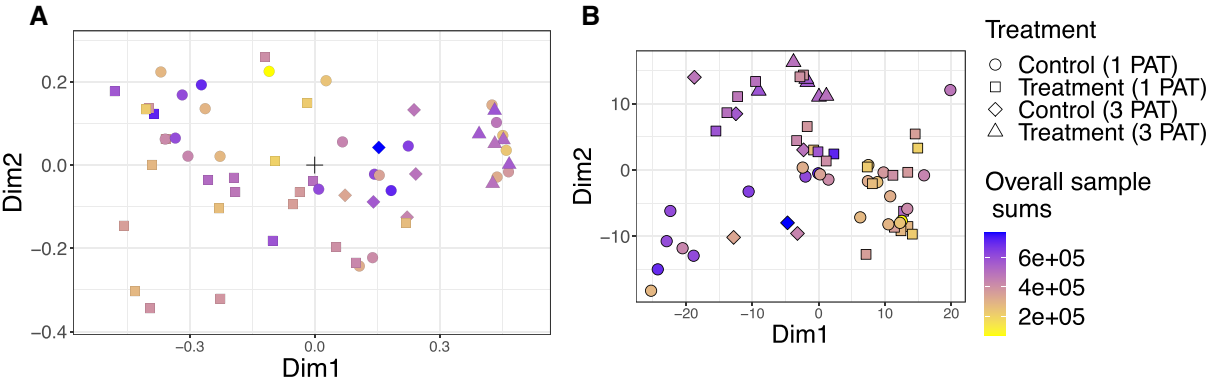 A
B
0.2
0.0
−0.2
−0.4
Dim2
−0.3
0.0
0.3
Dim1
10
0
−10
Dim2
−20
−10
0
10
20
Dim1
Treatment
Control (1 PAT)
Treatment (1 PAT)
Control (3 PAT)
Treatment (3 PAT)
Overall sample
sums
6e+05
4e+05
2e+05